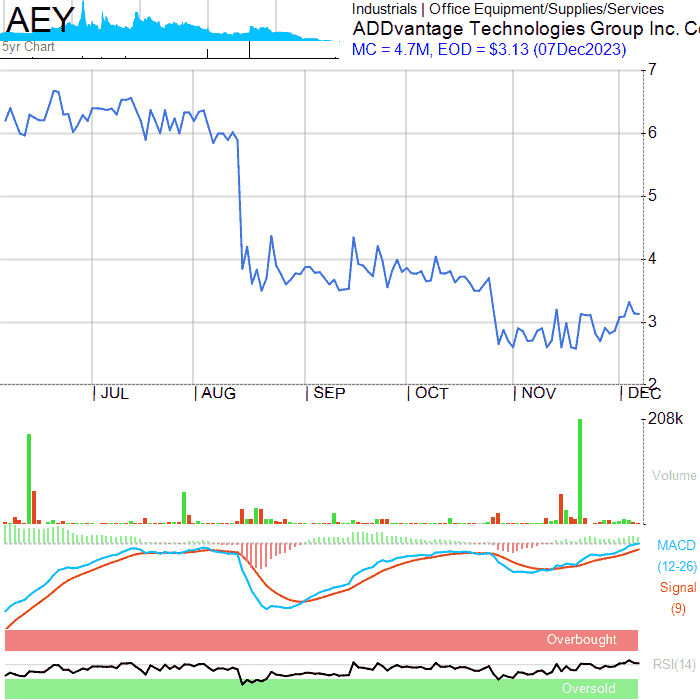 AEY
5yr Chart
Industrials | Office Equipment/Supplies/Services
ADDvantage Technologies Group Inc. Co
MC = 4.7M, EOD = $3.13 (07Dec2023)
7
6
5
4
3
2
JUL AUG SEP OCT NOV DEC
208k
Volume
MACD
(12-26)
Signal
(9)
Overbought
RSI(14)
Oversold